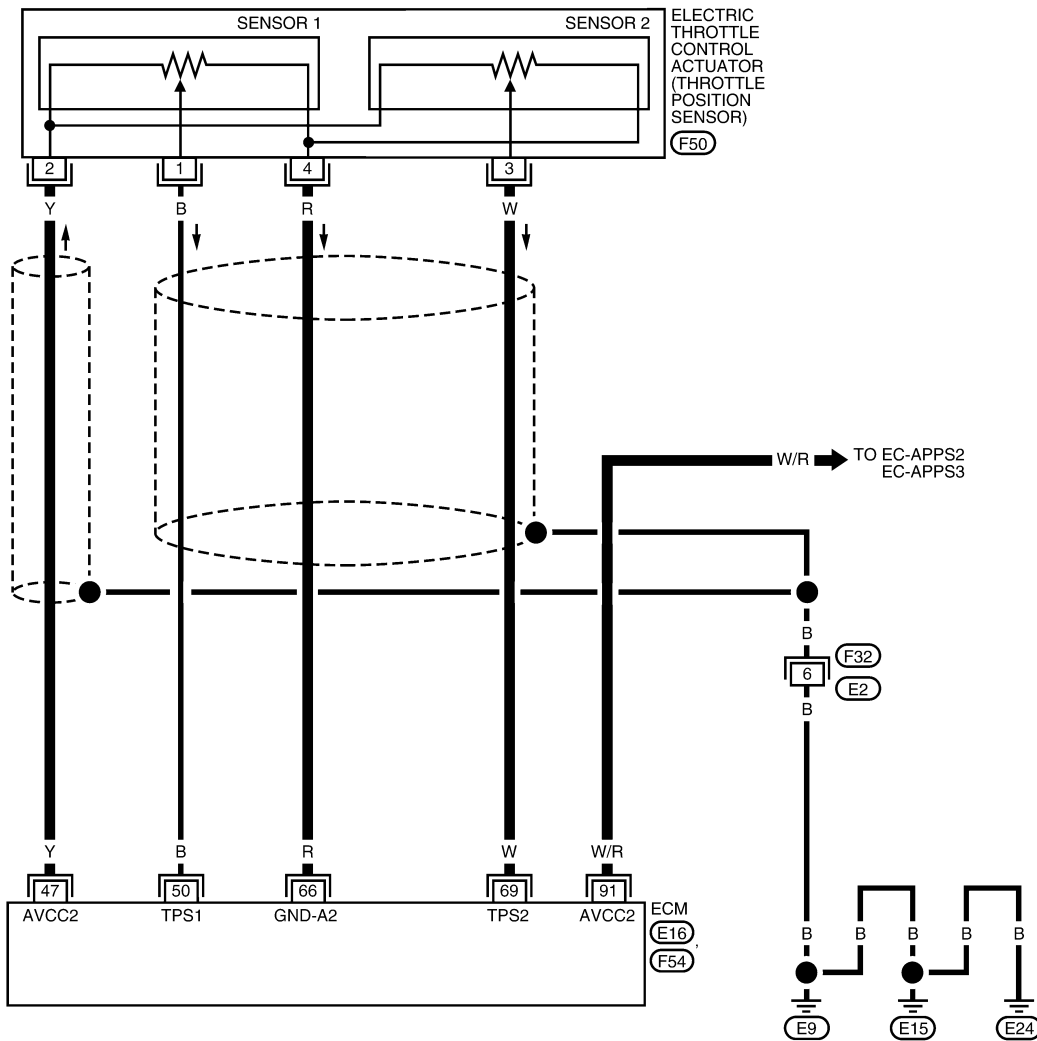 SENSOR 1
SENSOR 2
ELECTRIC
THROTTLE
CONTROL
ACTUATOR
(THROTTLE
POSITION
SENSOR)
F50
2
1
4
3
Y
B
R
W
W/R
TO EC-APPS2
EC-APPS3
B
F32
6
E2
B
Y
B
R
W
W/R
47
50
66
69
91
AVCC2
TPS1
GND-A2
TPS2
AVCC2
ECM
E16
,
F54
B
B
B
B
B
E9
E15
E24